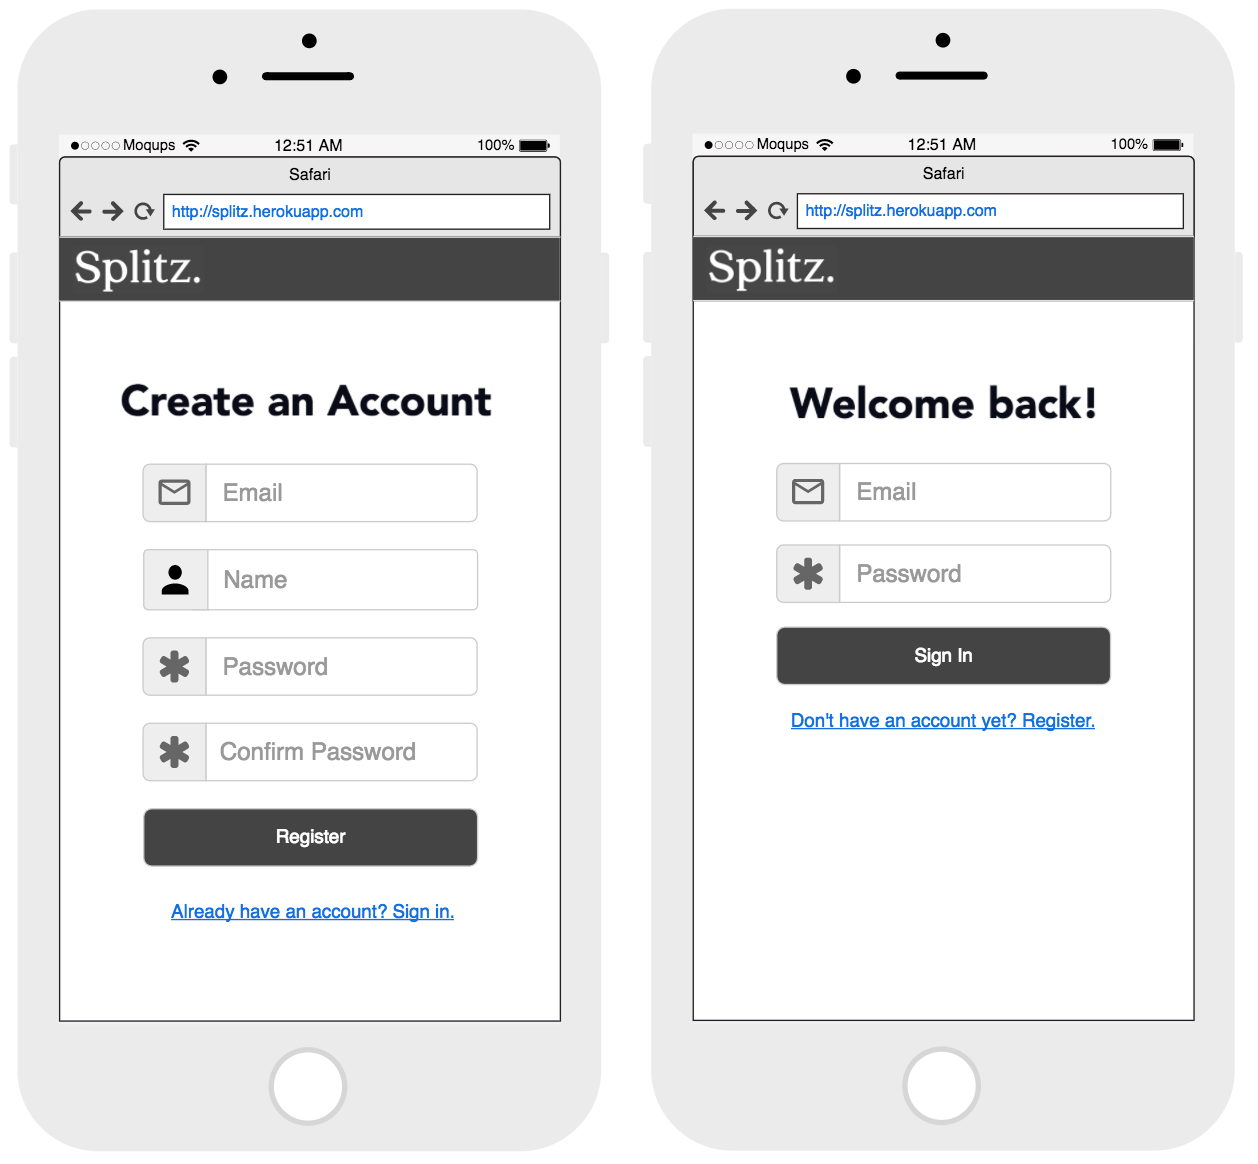 Moqups 12:51 AM 100%
Safari
http://splitz.herokuapp.com
Splitz.
Create an Account
Email
Name
Password
Confirm Password
Register
Already have an account? Sign in.
Moqups 12:51 AM 100%
Safari
http://splitz.herokuapp.com
Splitz.
Welcome back!
Email
Password
Sign In
Don't have an account yet? Register.